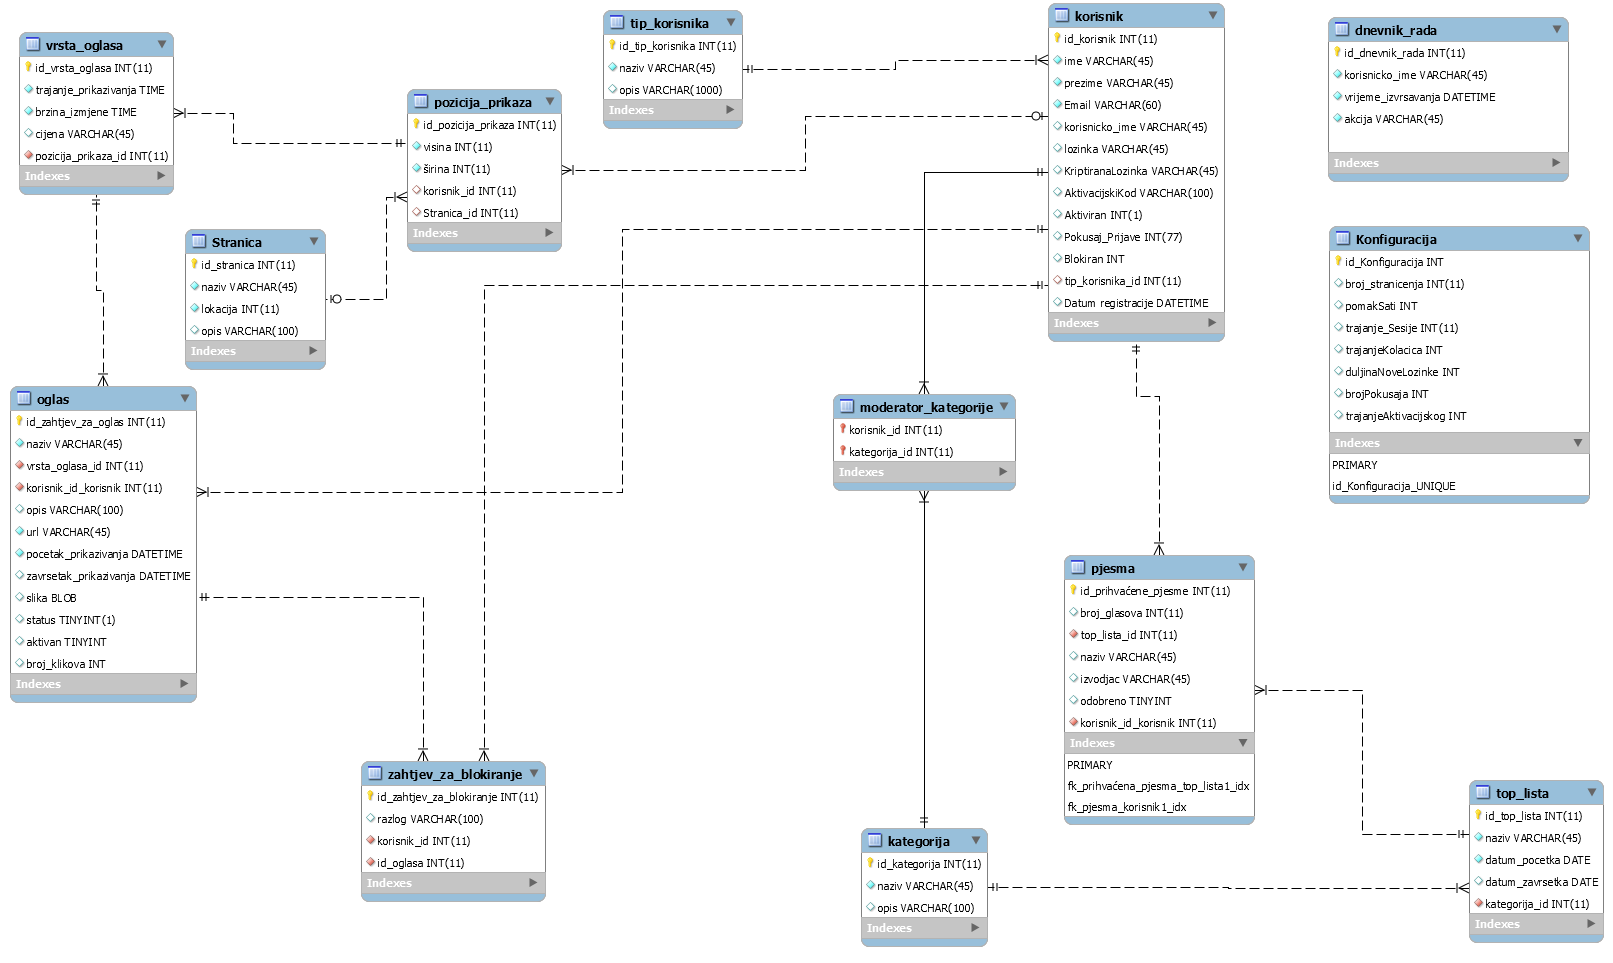 vrsta_oglasa
id_vrsta_oglasa INT(11)
trajanje_prikazivanja TIME
brzina_izmjene TIME
cijena VARCHAR(45)
pozicija_prikaza_id INT(11)
Indexes
pozicija_prikaza
id_pozicija_prikaza INT(11)
visina INT(11)
širina INT(11)
korisnik_id INT(11)
Stranica_id INT(11)
Indexes
tip_korisnika
id_tip_korisnika INT(11)
naziv VARCHAR(45)
opis VARCHAR(1000)
Indexes
korisnik
id_korisnik INT(11)
ime VARCHAR(45)
prezime VARCHAR(45)
Email VARCHAR(60)
korisnicko_ime VARCHAR(45)
lozinka VARCHAR(45)
KriptiranaLozinka VARCHAR(45)
AktivacijskiKod VARCHAR(100)
Aktiviran INT(1)
Pokusaj_Prijave INT(77)
Blokiran INT
tip_korisnika_id INT(11)
Datum registracije DATETIME
Indexes
dnevnik_rada
id_dnevnik_rada INT(11)
korisnicko_ime VARCHAR(45)
vrijeme_izvrsavanja DATETIME
akcija VARCHAR(45)
Indexes
Stranica
id_stranica INT(11)
naziv VARCHAR(45)
lokacija INT(11)
opis VARCHAR(100)
Indexes
Konfiguracija
id_Konfiguracija INT
broj_stranicenja INT(11)
pomakSati INT
trajanje_Sesije INT(11)
trajanjeKolacica INT
duljinaNoveLozinke INT
brojPokusaja INT
trajanjeAktivacijskog INT
Indexes
PRIMARY
id_Konfiguracija_UNIQUE
oglas
id_zahtjev_za_oglas INT(11)
naziv VARCHAR(45)
vrsta_oglasa_id INT(11)
korisnik_id_korisnik INT(11)
opis VARCHAR(100)
url VARCHAR(45)
pocetak_prikazivanja DATETIME
zavrsetak_prikazivanja DATETIME
slika BLOB
status TINYINT(1)
aktivan TINYINT
broj_klikova INT
Indexes
moderator_kategorije
korisnik_id INT(11)
kategorija_id INT(11)
Indexes
pjesma
id_prihvaćene_pjesme INT(11)
broj_glasova INT(11)
top_lista_id INT(11)
naziv VARCHAR(45)
izvodjac VARCHAR(45)
odobreno TINYINT
korisnik_id_korisnik INT(11)
Indexes
PRIMARY
fk_prihvaćena_pjesma_top_lista1_idx
fk_pjesma_korisnik1_idx
zahtjev_za_blokiranje
id_zahtjev_za_blokiranje INT(11)
razlog VARCHAR(100)
korisnik_id INT(11)
id_oglasa INT(11)
Indexes
kategorija
id_kategorija INT(11)
naziv VARCHAR(45)
opis VARCHAR(100)
Indexes
top_lista
id_top_lista INT(11)
naziv VARCHAR(45)
datum_pocetka DATE
datum_zavrsetka DATE
kategorija_id INT(11)
Indexes